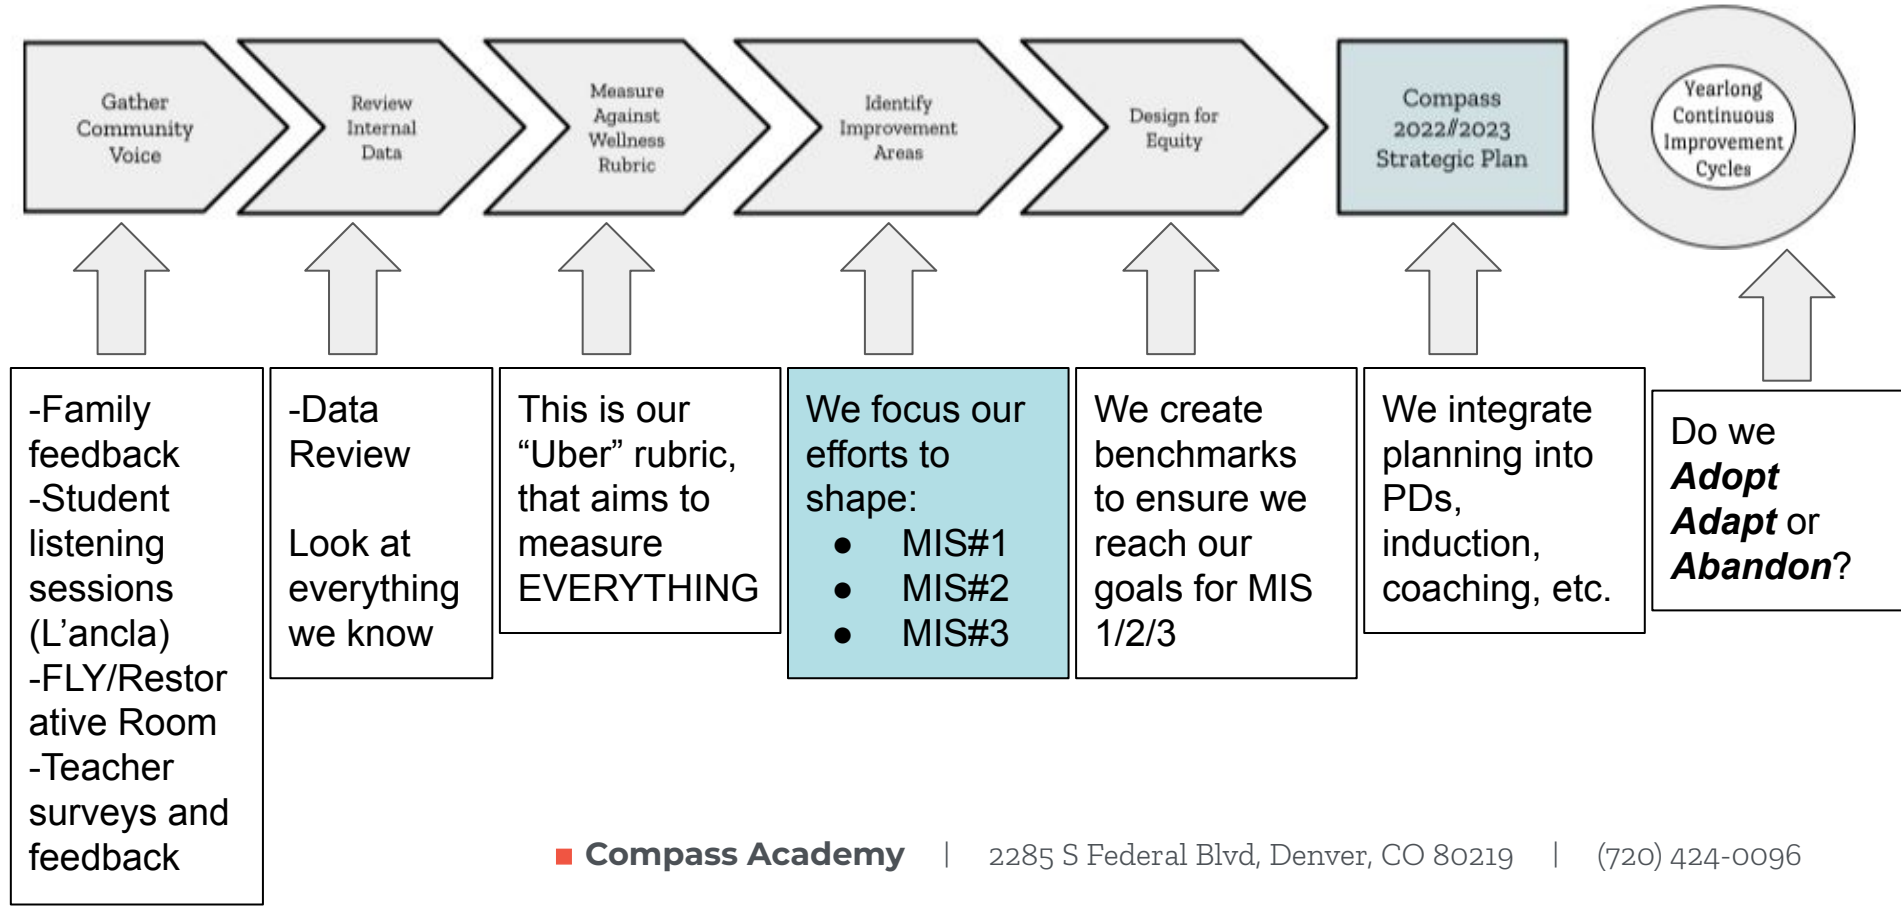 Gather
Community
Voice
Review
Internal
Data
Measure
Against
Wellness
Rubric
Identify
Improvement
Areas
Design for
Equity
Compass
2022//2023
Strategic Plan
Yearlong
Continuous
Improvement
Cycles
-Family
feedback
-Student
listening
sessions
(L’ancla)
-FLY/Restor
ative Room
-Teacher
surveys and
feedback
-Data
Review
Look at
everything
we know
This is our
“Uber” rubric,
that aims to
measure
EVERYTHING
We focus our
efforts to
shape:
● MIS#1
● MIS#2
● MIS#3
We create
benchmarks
to ensure we
reach our
goals for MIS
1/2/3
We integrate
planning into
PDs,
induction,
coaching, etc.
Do we
Adopt
Adapt or
Abandon?
Compass Academy | 2285 S Federal Blvd, Denver, CO 80219 | (720) 424-0096